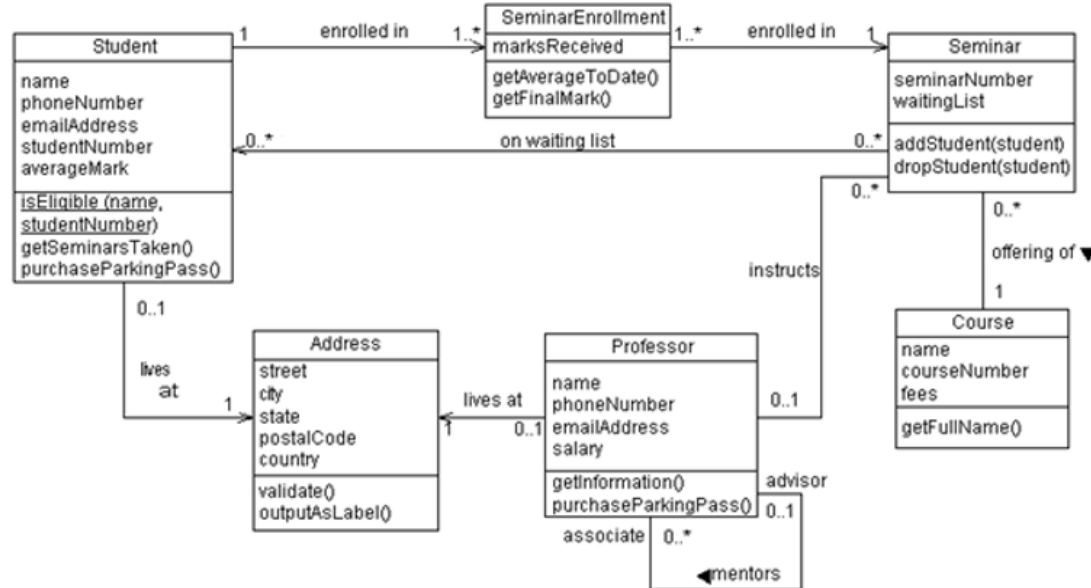 SeminarEnrollment
marksReceived
getAverageToDate()
getFinalMark()
1 enrolled in 1..*
1..* enrolled in 1
Student
name
phoneNumber
emailAddress
studentNumber
averageMark
isEligible (name,
studentNumber)
getSeminarsTaken()
purchaseParkingPass()
Seminar
seminarNumber
waitingList
addStudent(student)
dropStudent(student)
0..* on waiting list 0..*
0..*
instructs
0..1
0..*
offering of
1
Course
name
courseNumber
fees
getFullName()
0..1
lives
at
1
Address
street
city
state
postalCode
country
validate()
outputAsLabel()
lives at
1
0..1
Professor
name
phoneNumber
emailAddress
salary
getInformation()
purchaseParkingPass()
advisor
0..1
associate 0..*
mentors